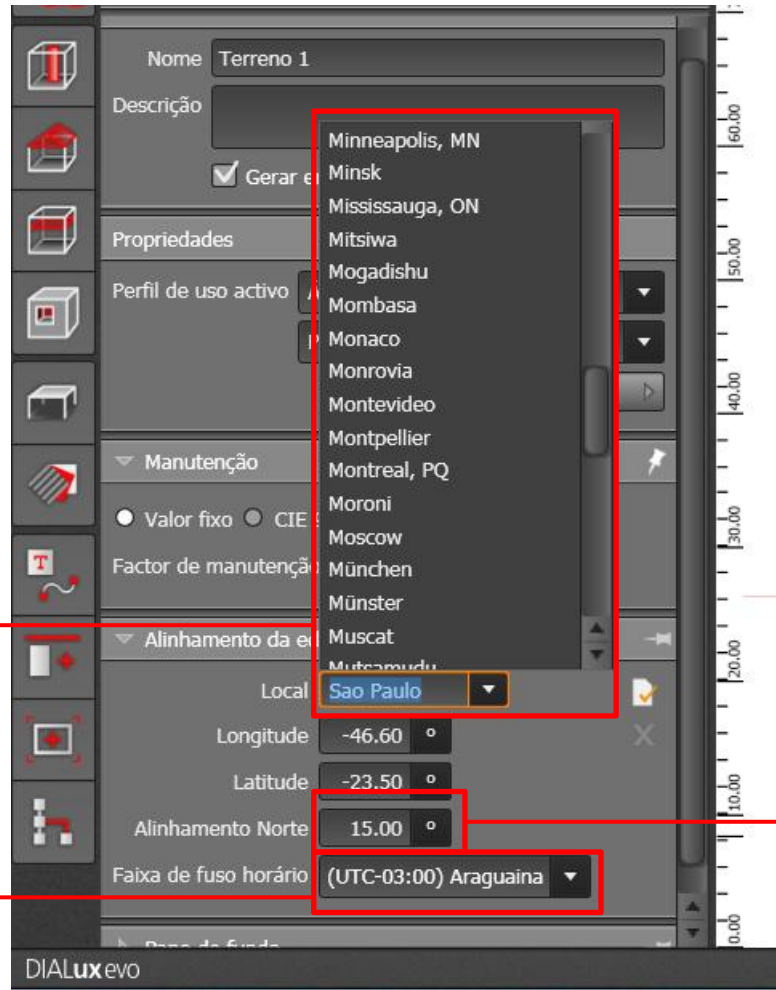 Nome Terreno 1
Descrição
Gerar e
Propriedades
Perfil de uso activo
Minneapolis, MN
Minsk
Mississauga, ON
Mitsiwa
Mogadishu
Mombasa
Monaco
Monrovia
Montevideo
Montpellier
Montreal, PQ
Moroni
Moscow
München
Münster
Muscat
Mutsamudu
Manutenção
Valor fixo CIE
Factor de manutençã
Alinhamento da ed
Local Sao Paulo
Longitude -46.60 °
Latitude -23.50 °
Alinhamento Norte 15.00 °
Faixa de fuso horário (UTC-03:00) Araguaina
60.00
50.00
40.00
30.00
20.00
10.00
0.00
T
DIALux evo